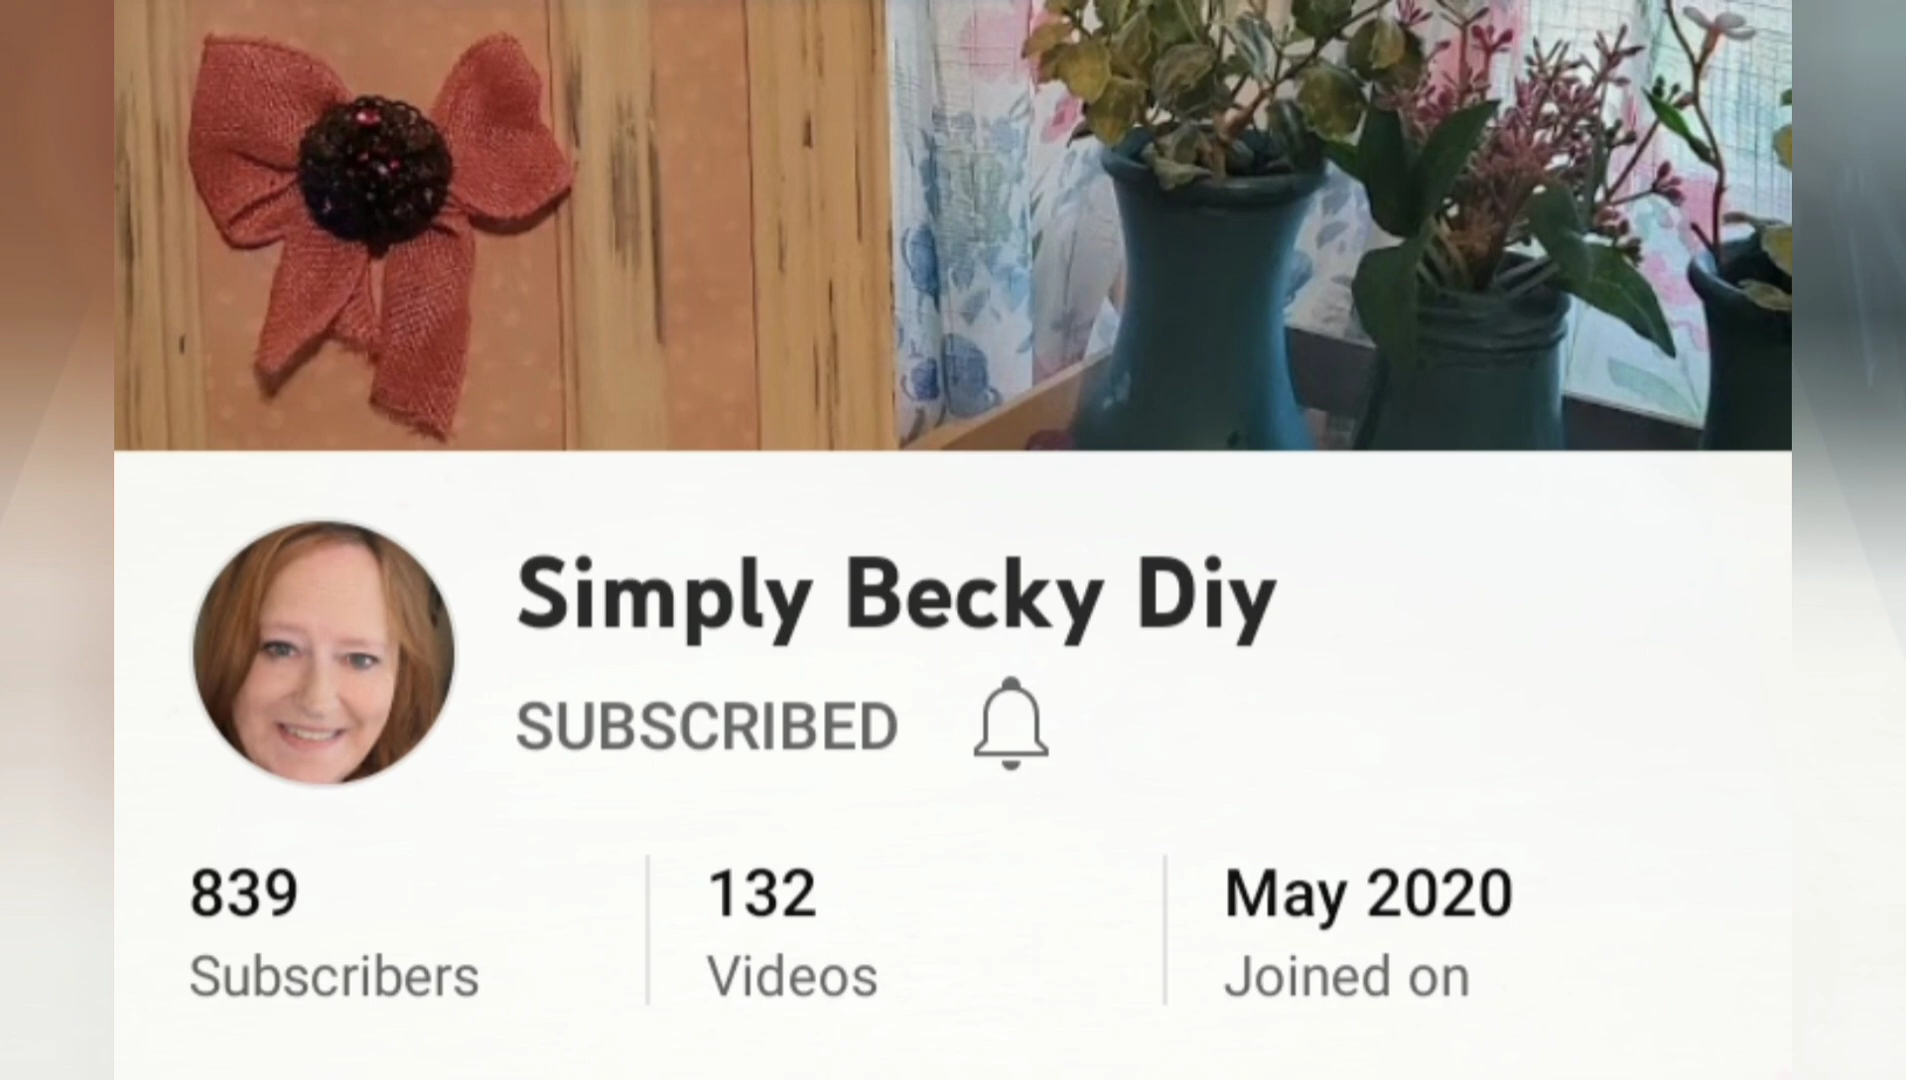 Simply Becky Diy
SUBSCRIBED
839
Subscribers
132
Videos
May 2020
Joined on